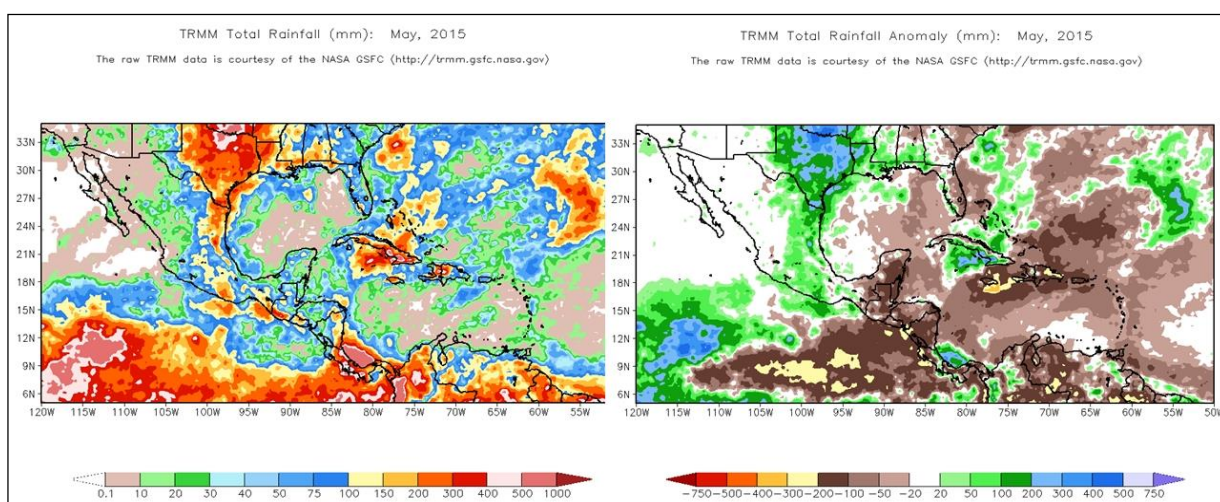 TRMM Total Rainfall (mm): May, 2015
The raw TRMM data is courtesy of the NASA GSFC (http://trmm.gsfc.nasa.gov)
33N
30N
27N
24N
21N
18N
15N
12N
9N
6N
120W 115W 110W 105W 100W 95W 90W 85W 80W 75W 70W 65W 60W 55W
0.1 10 20 30 40 50 75 100 150 200 300 400 500 1000
TRMM Total Rainfall Anomaly (mm): May, 2015
The raw TRMM data is courtesy of the NASA GSFC (http://trmm.gsfc.nasa.gov)
33N
30N
27N
24N
21N
18N
15N
12N
9N
6N
120W 115W 110W 105W 100W 95W 90W 85W 80W 75W 70W 65W 60W 55W 50W
-750 -500 -400 -300 -200 -100 -50 -20 20 50 100 200 300 400 500 750